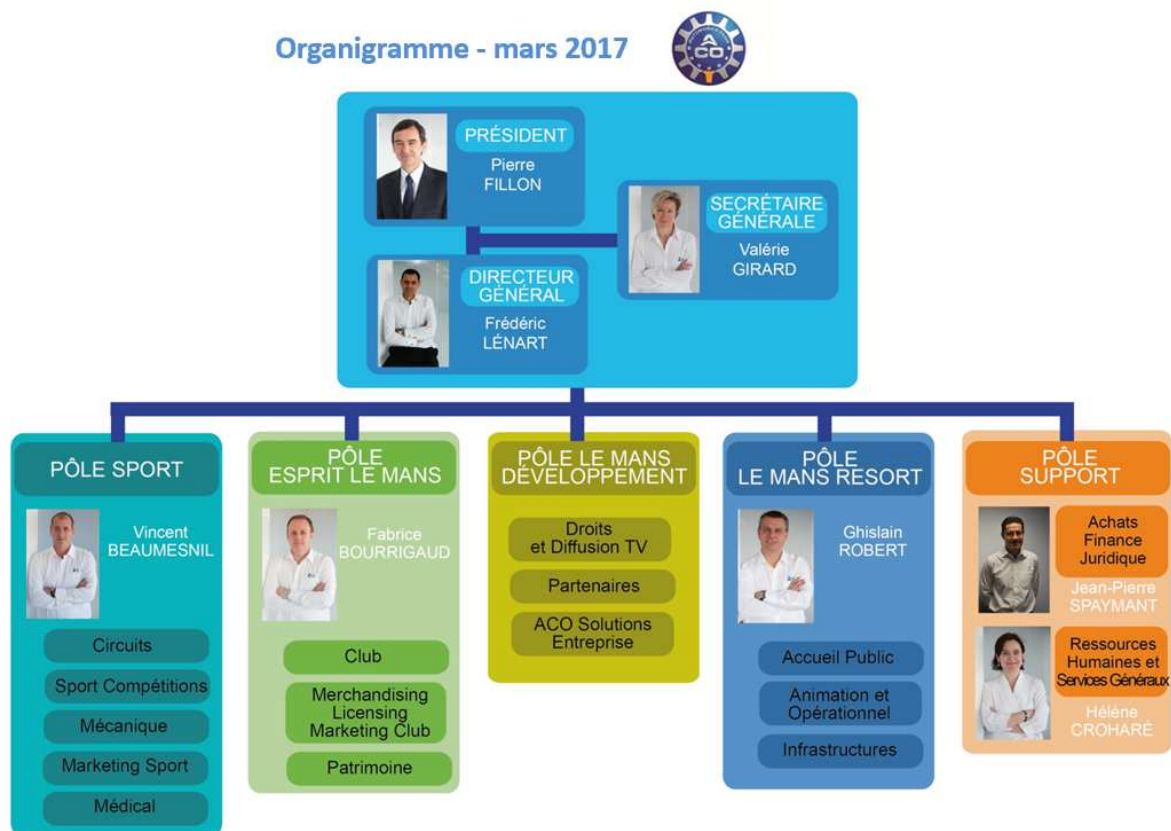 Organigramme - mars 2017
ACO
PRÉSIDENT
Pierre
FILLON
SECRÉTAIRE
GÉNÉRALE
Valérie
GIRARD
DIRECTEUR
GÉNÉRAL
Frédéric
LÉNART
PÔLE SPORT
Vincent
BEAUMESNIL
Circuits
Sport Compétitions
Mécanique
Marketing Sport
Médical
PÔLE
ESPRIT LE MANS
Fabrice
BOURRIGAUD
Club
Merchandising
Licensing
Marketing Club
Patrimoine
PÔLE LE MANS
DÉVELOPPEMENT
Droits
et Diffusion TV
Partenaires
ACO Solutions
Entreprise
PÔLE
LE MANS RESORT
Ghislain
ROBERT
Accueil Public
Animation et
Opérationnel
Infrastructures
PÔLE
SUPPORT
Achats
Finance
Juridique
Jean-Pierre
SPAYMANT
Ressources
Humaines et
Services Généraux
Hélène
CROHARÉ